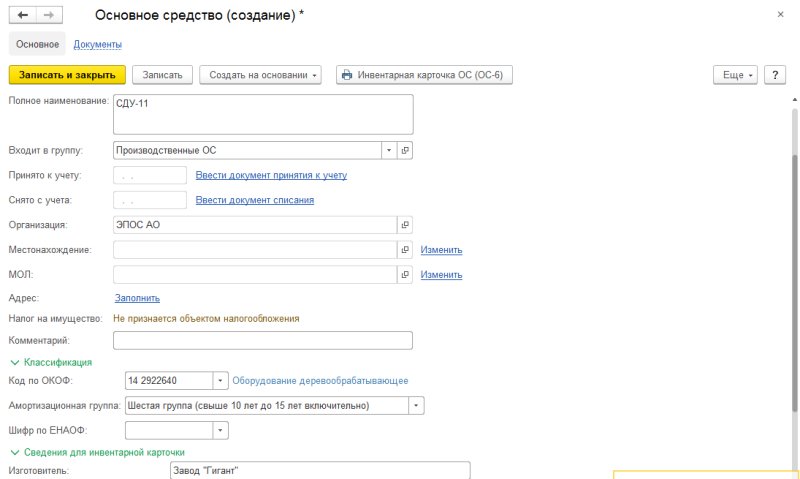 Основное средство (создание) *
Основное Документы
Записать и закрыть Записать Создать на основании Инвентарная карточка ОС (ОС-6) Еще ?
Полное наименование: СДУ-11
Входит в группу: Производственные ОС
Принято к учету: . . Ввести документ принятия к учету
Снято с учета: . . Ввести документ списания
Организация: ЭПОС АО
Местонахождение: Изменить
МОЛ: Изменить
Адрес: Заполнить
Налог на имущество: Не признается объектом налогообложения
Комментарий:
Классификация
Код по ОКОФ: 14 2922640 Оборудование деревообрабатывающее
Амортизационная группа: Шестая группа (свыше 10 лет до 15 лет включительно)
Шифр по ЕНАОФ:
Сведения для инвентарной карточки
Изготовитель: Завод "Гигант"